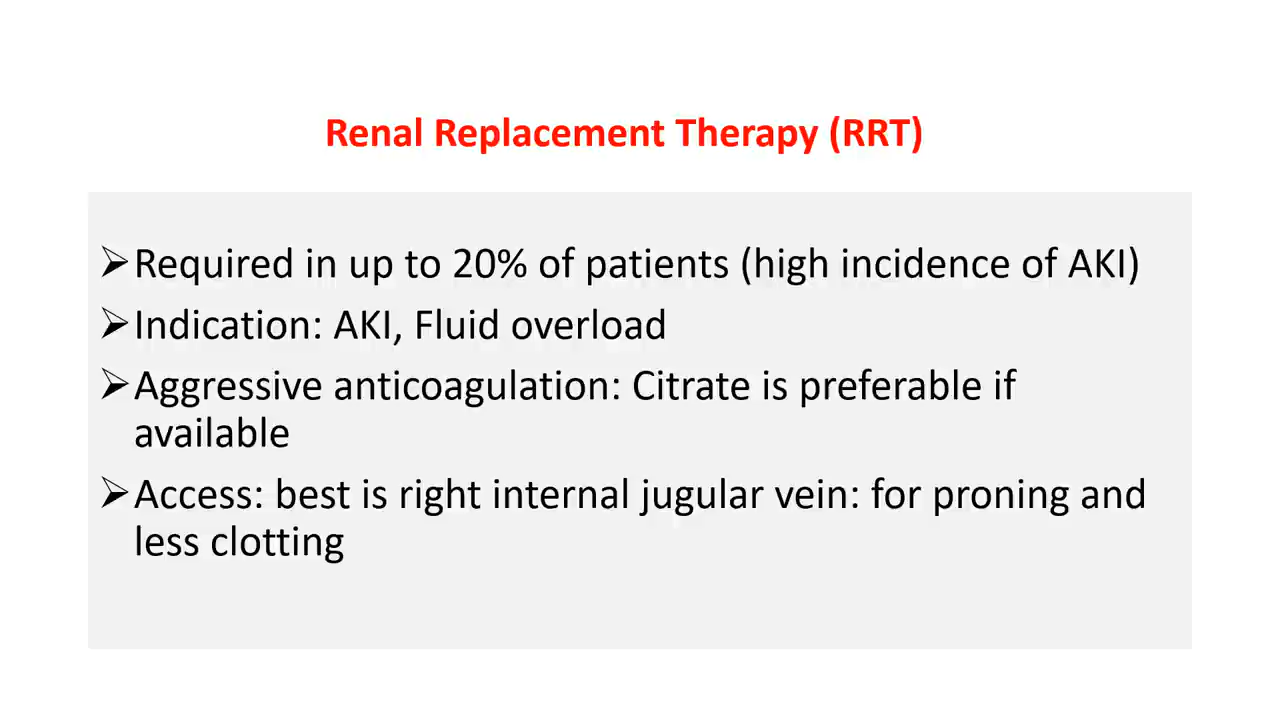 Renal Replacement Therapy (RRT)
➢Required in up to 20% of patients (high incidence of AKI)
➢Indication: AKI, Fluid overload
➢Aggressive anticoagulation: Citrate is preferable if
available
➢Access: best is right internal jugular vein: for proning and
less clotting